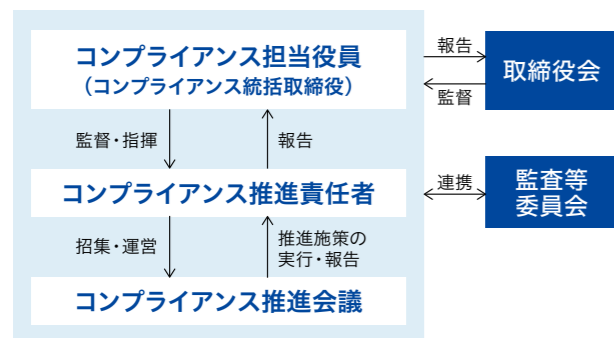 コンプライアンス担当役員
（コンプライアンス統括取締役）
報告
取締役会
監督
監督・指揮
報告
コンプライアンス推進責任者
連携
監査等
委員会
招集・運営
推進施策の
実行・報告
コンプライアンス推進会議